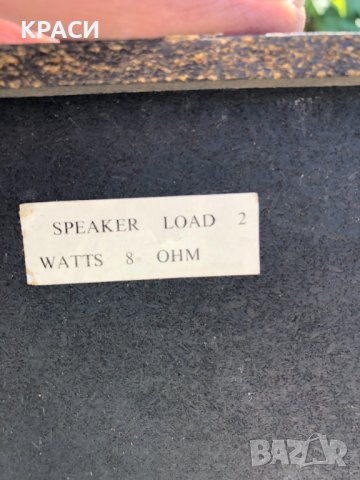 КРАСИ
SPEAKER LOAD 2
WATTS 8 OHM
BAZAR